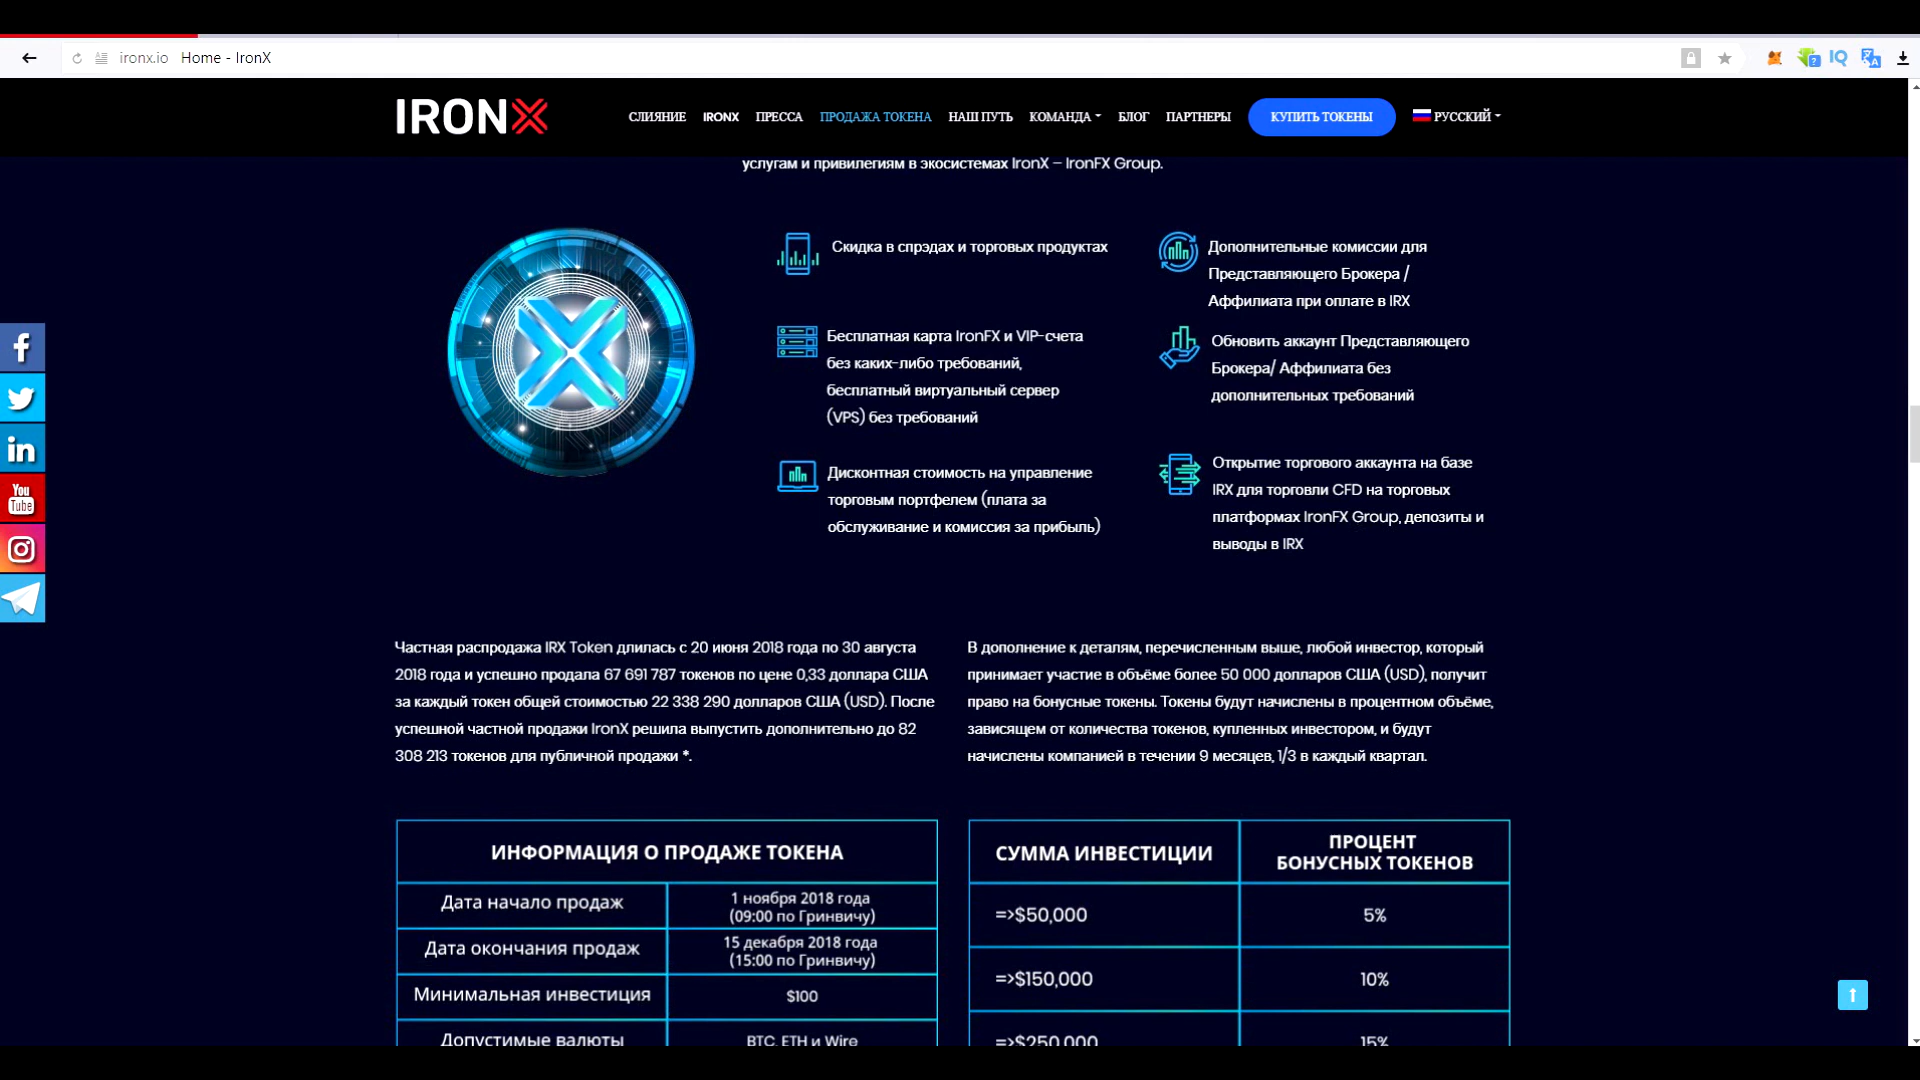 ironx.io Home - IronX
IRONX
СЛИЯНИЕ IRONX ПРЕССА ПРОДАЖА ТОКЕНА НАШ ПУТЬ КОМАНДА БЛОГ ПАРТНЕРЫ КУПИТЬ ТОКЕНЫ РУССКИЙ
услугам и привилегиям в экосистемах IronX – IronFX Group.
Скидка в спрэдах и торговых продуктах
Дополнительные комиссии для
Представляющего Брокера /
Аффилиата при оплате в IRX
Бесплатная карта IronFX и VIP-счета
без каких-либо требований,
бесплатный виртуальный сервер
(VPS) без требований
Обновить аккаунт Представляющего
Брокера/ Аффилиата без
дополнительных требований
Дисконтная стоимость на управление
торговым портфелем (плата за
обслуживание и комиссия за прибыль)
Открытие торгового аккаунта на базе
IRX для торговли CFD на торговых
платформах IronFX Group, депозиты и
выводы в IRX
You
Tube
Частная распродажа IRX Token длилась с 20 июня 2018 года по 30 августа
2018 года и успешно продала 67 691 787 токенов по цене 0,33 доллара США
за каждый токен общей стоимостью 22 338 290 долларов США (USD). После
успешной частной продажи IronX решила выпустить дополнительно до 82
308 213 токенов для публичной продажи *.
В дополнение к деталям, перечисленным выше, любой инвестор, который
принимает участие в объёме более 50 000 долларов США (USD), получит
право на бонусные токены. Токены будут начислены в процентном объёме,
зависящем от количества токенов, купленных инвестором, и будут
начислены компанией в течении 9 месяцев, 1/3 в каждый квартал.
ИНФОРМАЦИЯ О ПРОДАЖЕ ТОКЕНА
Дата начало продаж
1 ноября 2018 года
(09:00 по Гринвичу)
Дата окончания продаж
15 декабря 2018 года
(15:00 по Гринвичу)
Минимальная инвестиция
$100
Допустимые валюты
BTC, ETH и Wire
СУММА ИНВЕСТИЦИИ
ПРОЦЕНТ
БОНУСНЫХ ТОКЕНОВ
=>$50,000
5%
=>$150,000
10%
=>$250,000
15%